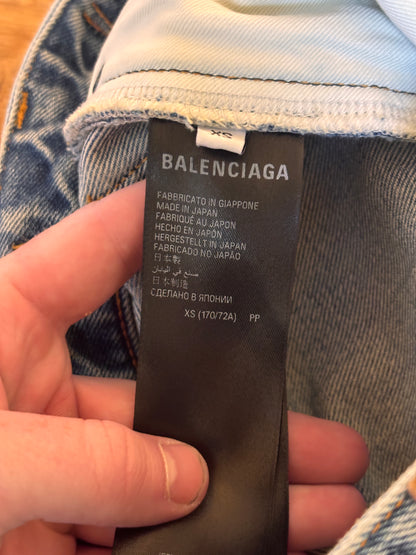 XS
BALENCIAGA
FABBRICATO IN GIAPPONE
MADE IN JAPAN
FABRIQUÉ AU JAPON
HECHO EN JAPÓN
HERGESTELLT IN JAPAN
FABRICADO NO JAPÃO
日本製
صنع في اليابان
日本制造
СДЕЛАНО В ЯПОНИИ
XS (170/72A) PP